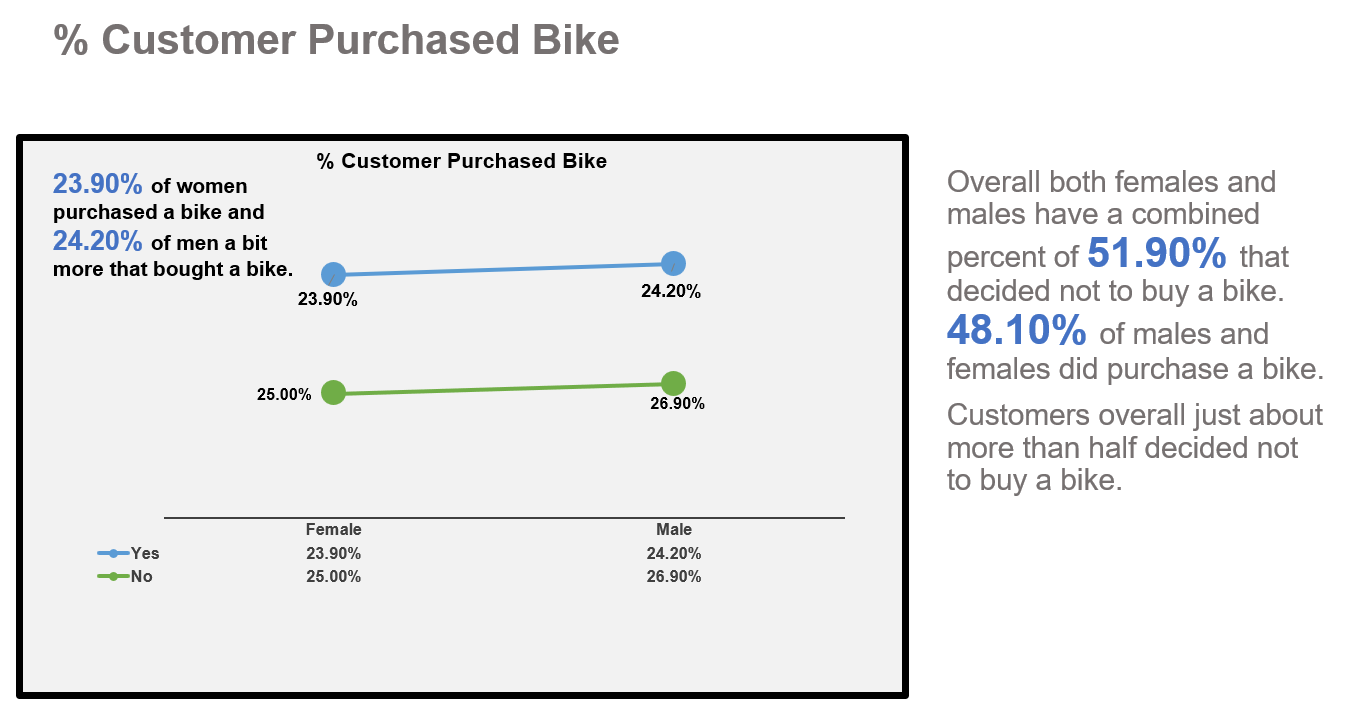 % Customer Purchased Bike
% Customer Purchased Bike
23.90% of women
purchased a bike and
24.20% of men a bit
more that bought a bike.
23.90%
24.20%
25.00%
26.90%
Female Male
Yes 23.90% 24.20%
No 25.00% 26.90%
Overall both females and
males have a combined
percent of 51.90% that
decided not to buy a bike.
48.10% of males and
females did purchase a bike.
Customers overall just about
more than half decided not
to buy a bike.